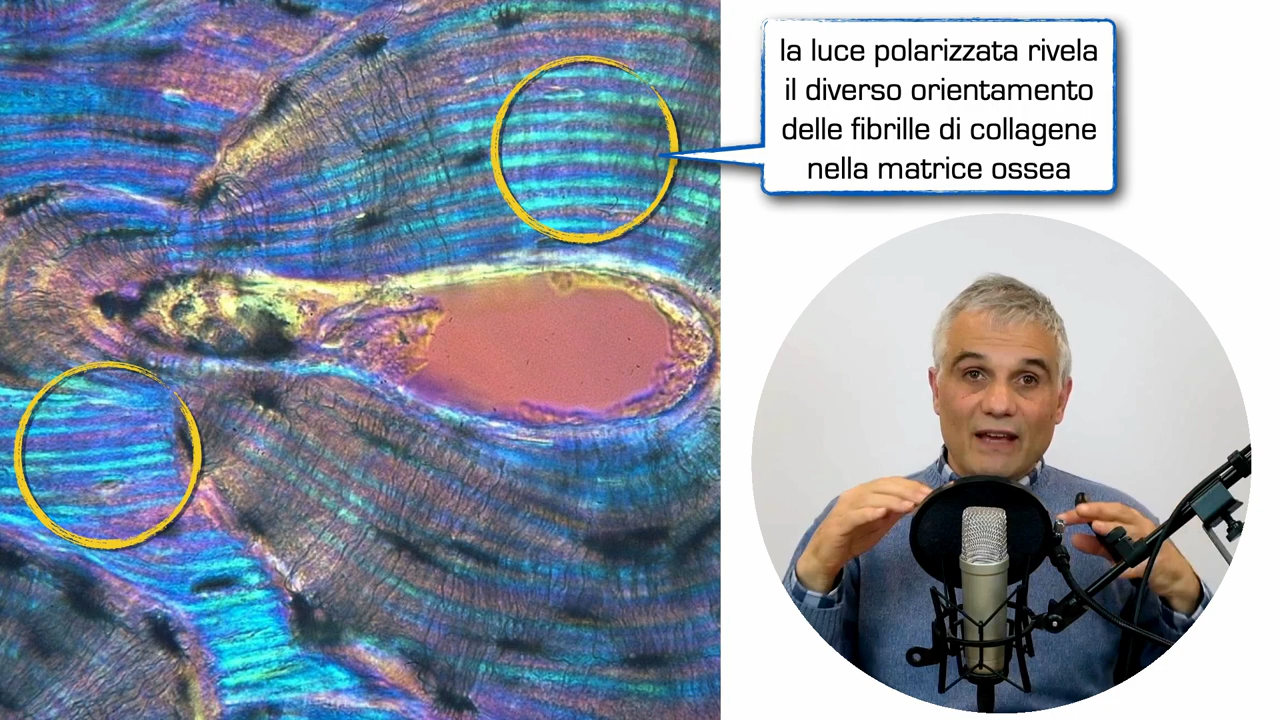 la luce polarizzata rivela
il diverso orientamento
delle fibrille di collagene
nella matrice ossea